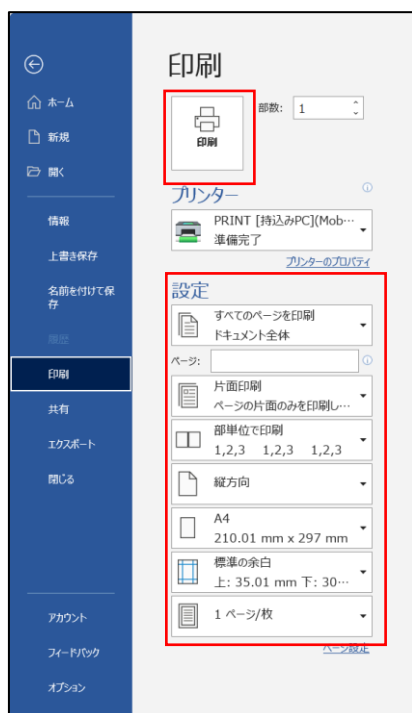 ホーム
新規
開く
情報
上書き保存
名前を付けて保
存
履歴
印刷
共有
エクスポート
閉じる
アカウント
フィードバック
オプション
印刷
印刷
部数: 1
プリンター
PRINT [持込みPC](Mob…
準備完了
プリンターのプロパティ
設定
すべてのページを印刷
ドキュメント全体
ページ:
片面印刷
ページの片面のみを印刷し…
部単位で印刷
1,2,3 1,2,3 1,2,3
縦方向
A4
210.01 mm x 297 mm
標準の余白
上: 35.01 mm 下: 30…
1 ページ/枚
ページ設定